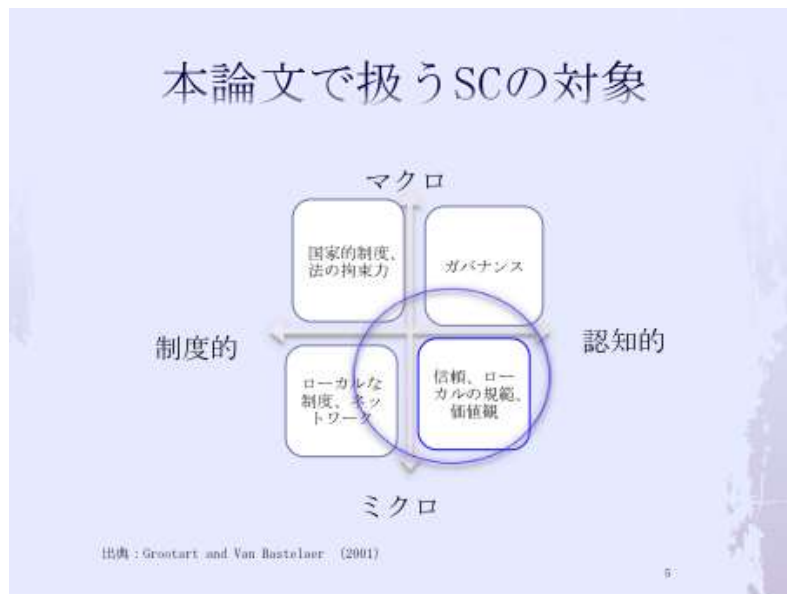 本論文で扱うSCの対象
マクロ
国家的制度、
法の拘束力
ガバナンス
制度的
認知的
ローカルな
制度、ネッ
トワーク
信頼、ロー
カルの規範、
価値観
ミクロ
出典：Grootart and Van Bastelaer （2001）
5